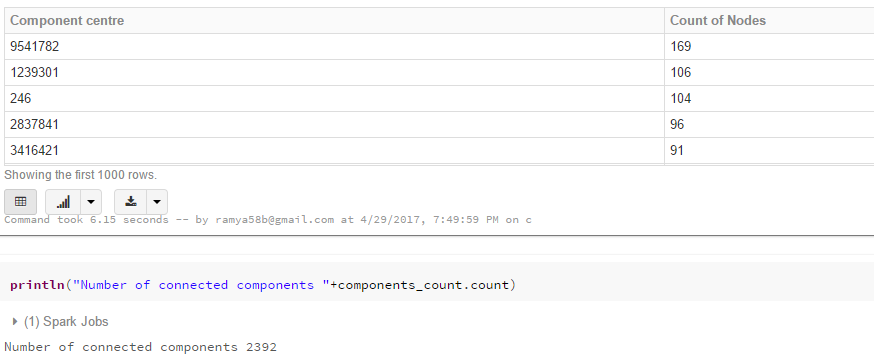 Component centre Count of Nodes
9541782 169
1239301 106
246 104
2837841 96
3416421 91
Showing the first 1000 rows.
Command took 6.15 seconds -- by ramya58b@gmail.com at 4/29/2017, 7:49:59 PM on c
println("Number of connected components "+components_count.count)
(1) Spark Jobs
Number of connected components 2392